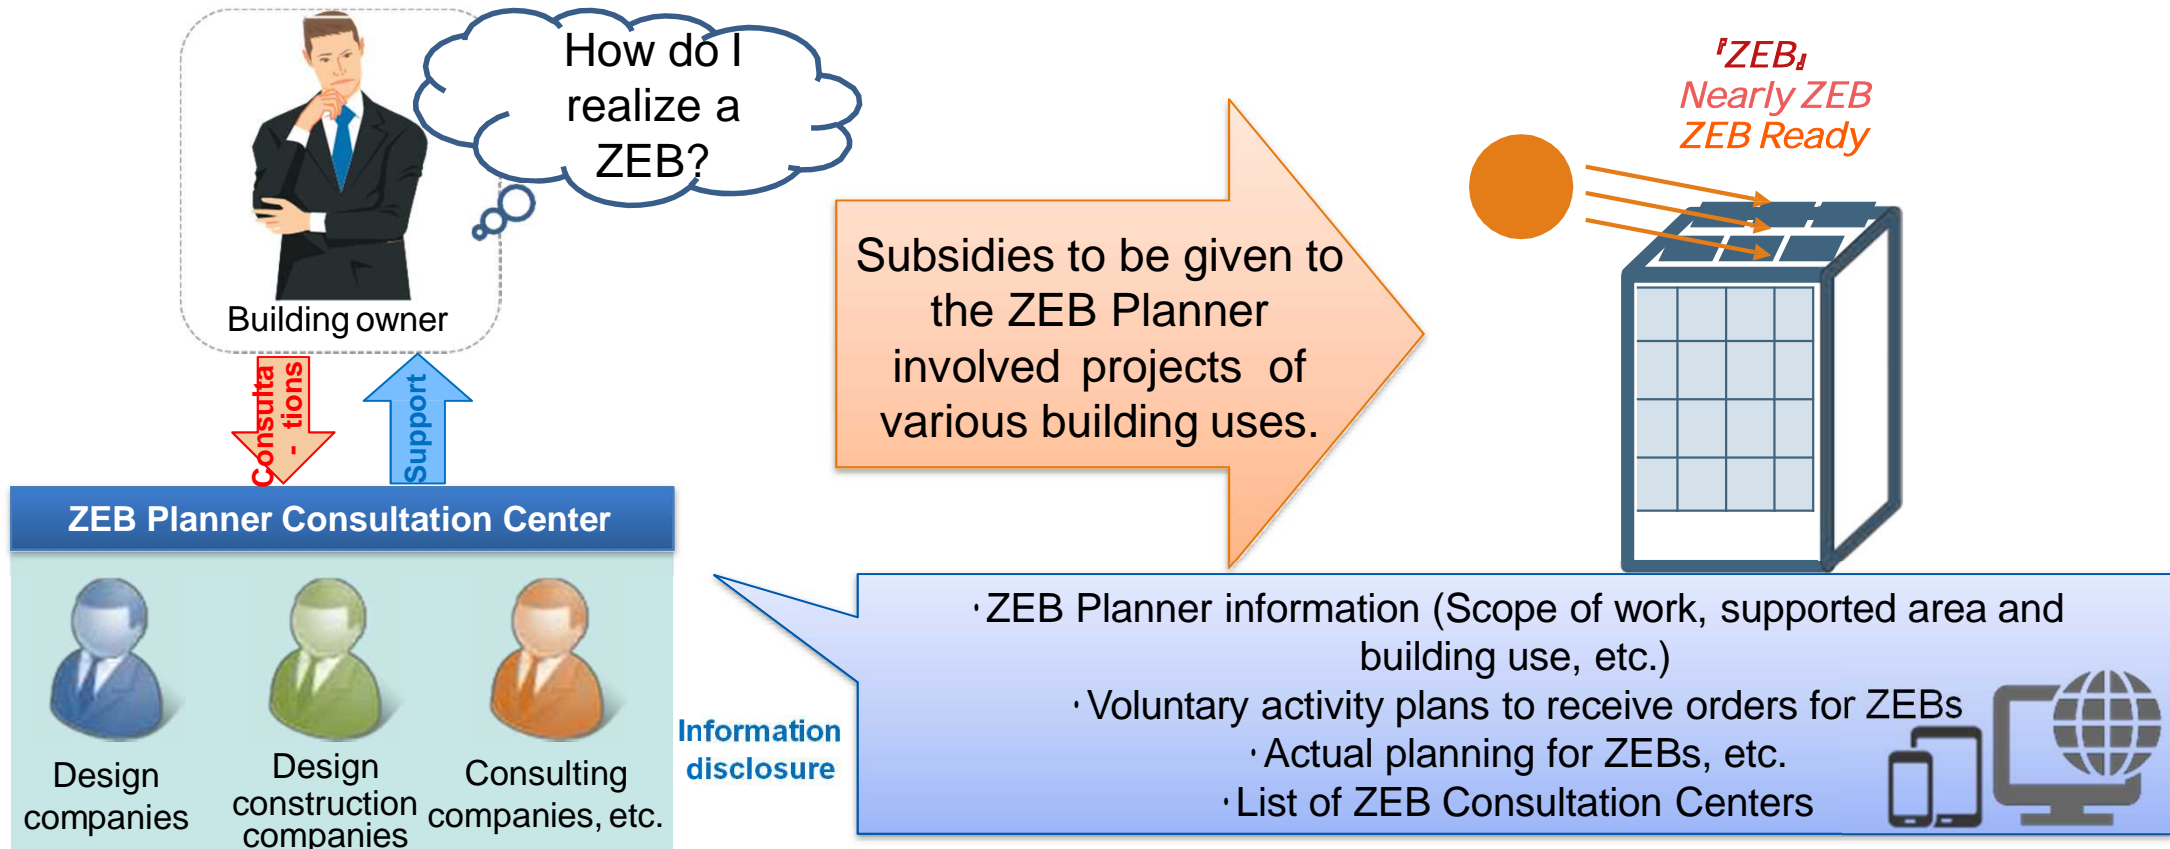 How do I
realize a
ZEB?
Building owner
Consulta
- tions
Support
ZEB Planner Consultation Center
Design
companies
Design
construction
companies
Consulting
companies, etc.
Subsidies to be given to
the ZEB Planner
involved projects of
various building uses.
『ZEB』
Nearly ZEB
ZEB Ready
Information
disclosure
・ZEB Planner information (Scope of work, supported area and
building use, etc.)
・Voluntary activity plans to receive orders for ZEBs
・Actual planning for ZEBs, etc.
・List of ZEB Consultation Centers